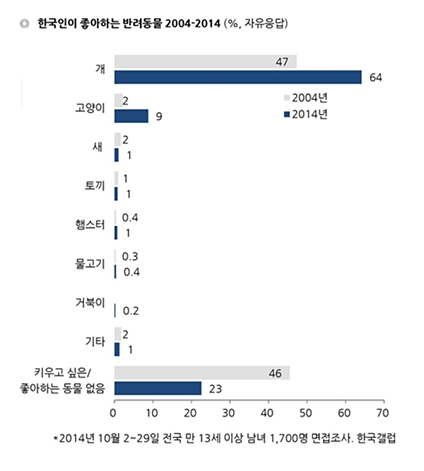 ◎ 한국인이 좋아하는 반려동물 2004-2014 (%, 자유응답)
개 47
64
2004년
2014년
고양이 2
9
새 2
1
토끼 1
1
햄스터 0.4
1
물고기 0.3
0.4
거북이 0.2
기타 2
1
키우고 싶은/
좋아하는 동물 없음
46
23
0 10 20 30 40 50 60 70
*2014년 10월 2~29일 전국 만 13세 이상 남녀 1,700명 면접조사. 한국갤럽